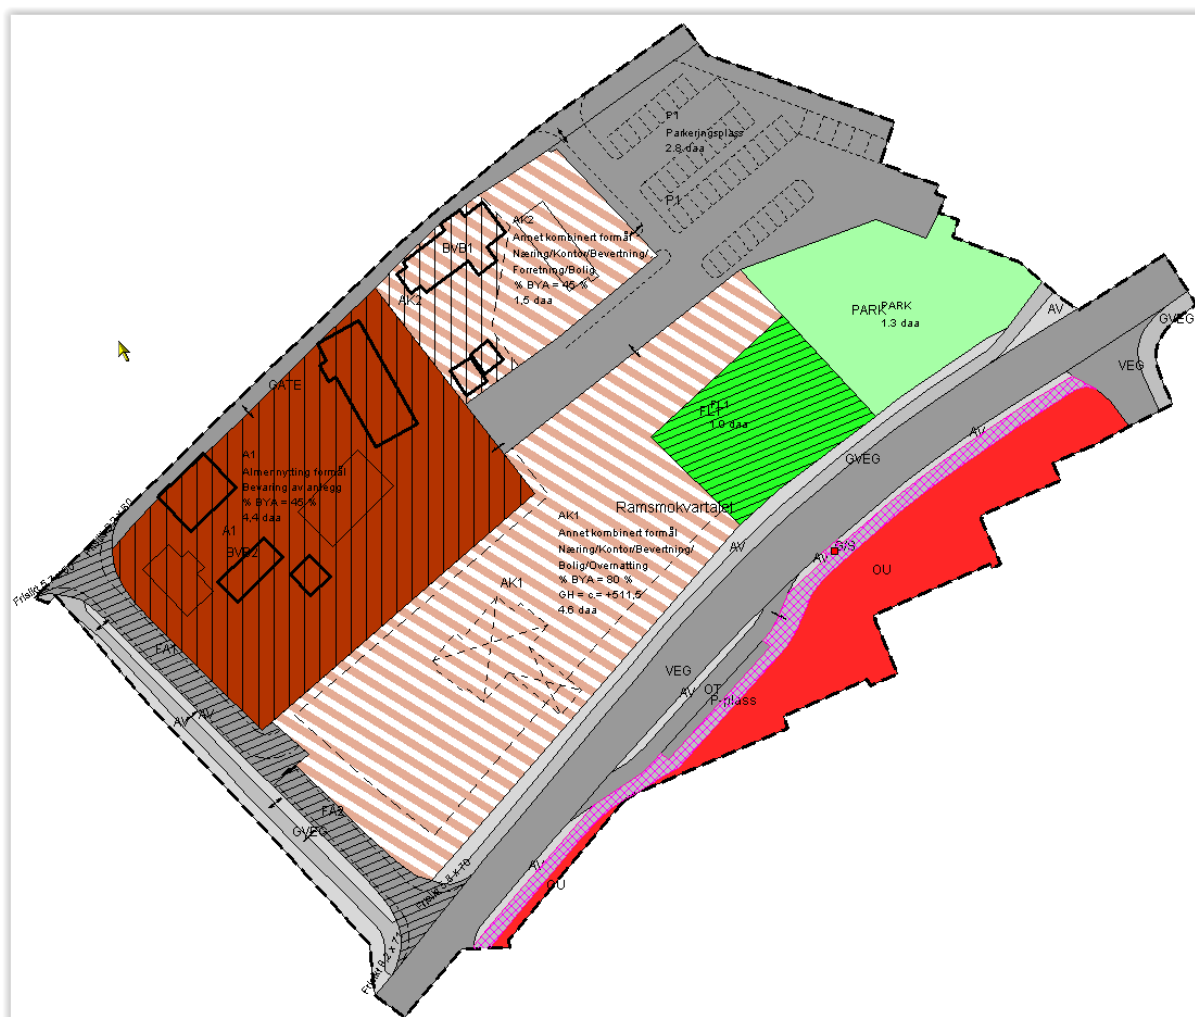 P1
Parkeringsplass
2.8 daa
P1
AK2
Annet kombinert formål
Næring/Kontor/Bevertning/
Forretning/Bolig
% BYA = 45 %
1,5 daa
BVB1
AK2
PARK
PARK
1.3 daa
AV
GVEG
VEG
GATE
FL1
FL1
1.0 daa
AV
GVEG
A1
Almennyttig formål
Bevaring av anlegg
% BYA = 45 %
4,4 daa
A1
BVB2
Ramsmokvartalet
AK1
Annet kombinert formål
Næring/Kontor/Bevertning/
Bolig/Overnatting
% BYA = 80 %
GH = c.= +511,5
4.6 daa
AK1
AV
AV
OU
FA1
VEG
AV
OT
P-plass
AV
AV
FA2
GVEG
AV
OU